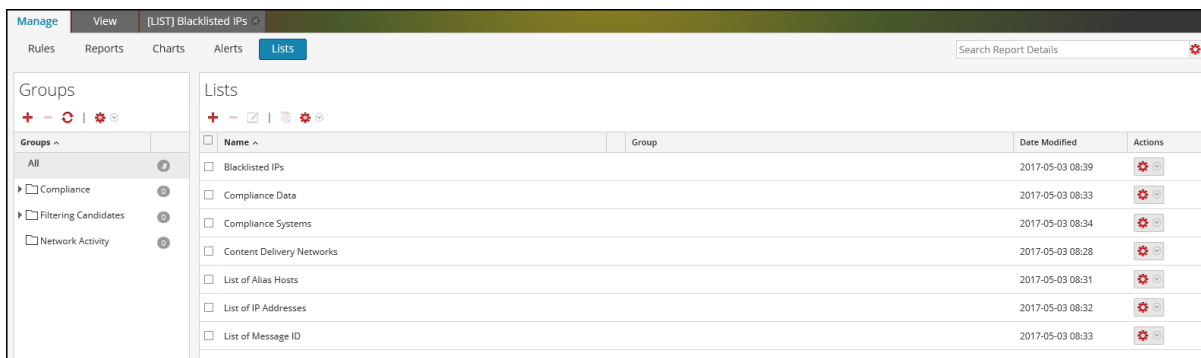 Manage View [LIST] Blacklisted IPs ×
Rules Reports Charts Alerts Lists
Search Report Details
Groups
Groups
All 8
Compliance 0
Filtering Candidates 0
Network Activity 0
Lists
Name Group Date Modified Actions
Blacklisted IPs 2017-05-03 08:39
Compliance Data 2017-05-03 08:33
Compliance Systems 2017-05-03 08:34
Content Delivery Networks 2017-05-03 08:28
List of Alias Hosts 2017-05-03 08:31
List of IP Addresses 2017-05-03 08:32
List of Message ID 2017-05-03 08:33